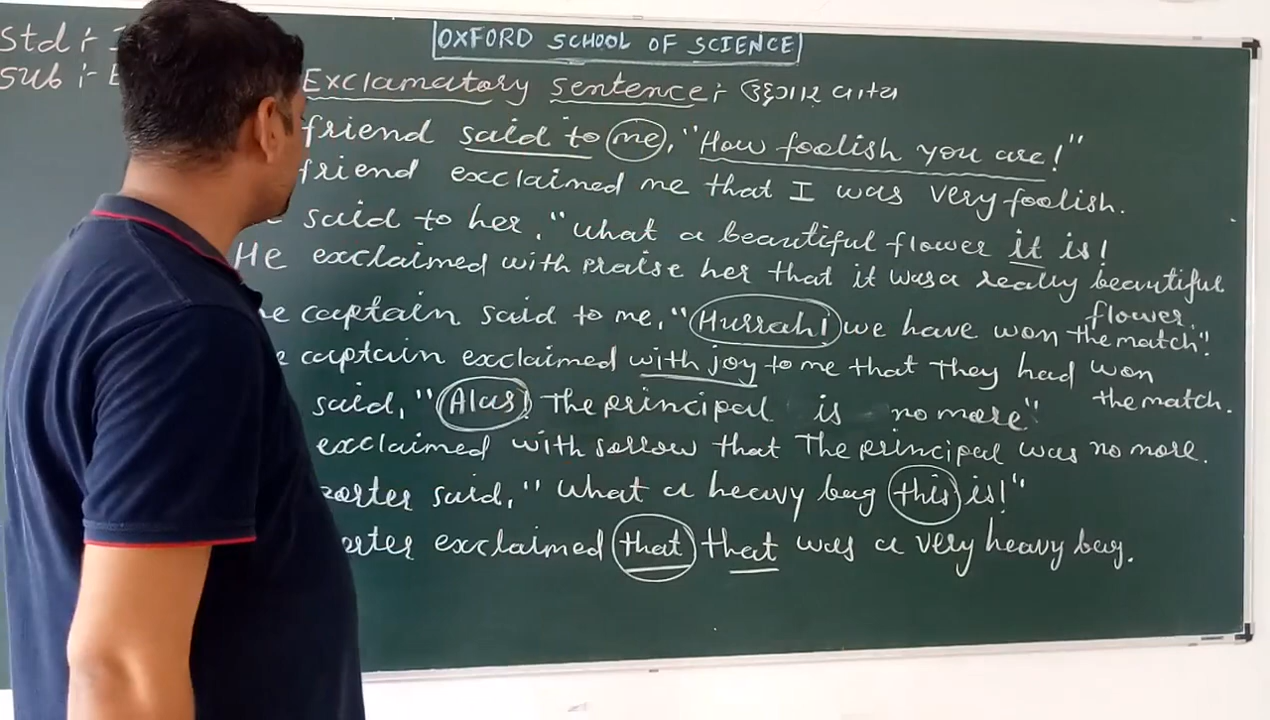 OXFORD SCHOOL OF SCIENCE
Std :-
Sub :-
Exclamatory sentence :- ઉદ્દગાર વાક્ય
friend said to me, "How foolish you are!"
friend exclaimed me that I was very foolish.
said to her, "What a beautiful flower it is!
He exclaimed with praise her that it was a really beautiful flower.
captain said to me, "Hurrah! we have won the match".
captain exclaimed with joy to me that they had won the match.
said, "Alas! The principal is no more"
exclaimed with sorrow that The principal was no more.
said, "What a heavy bag this is!"
exclaimed that that was a very heavy bag.